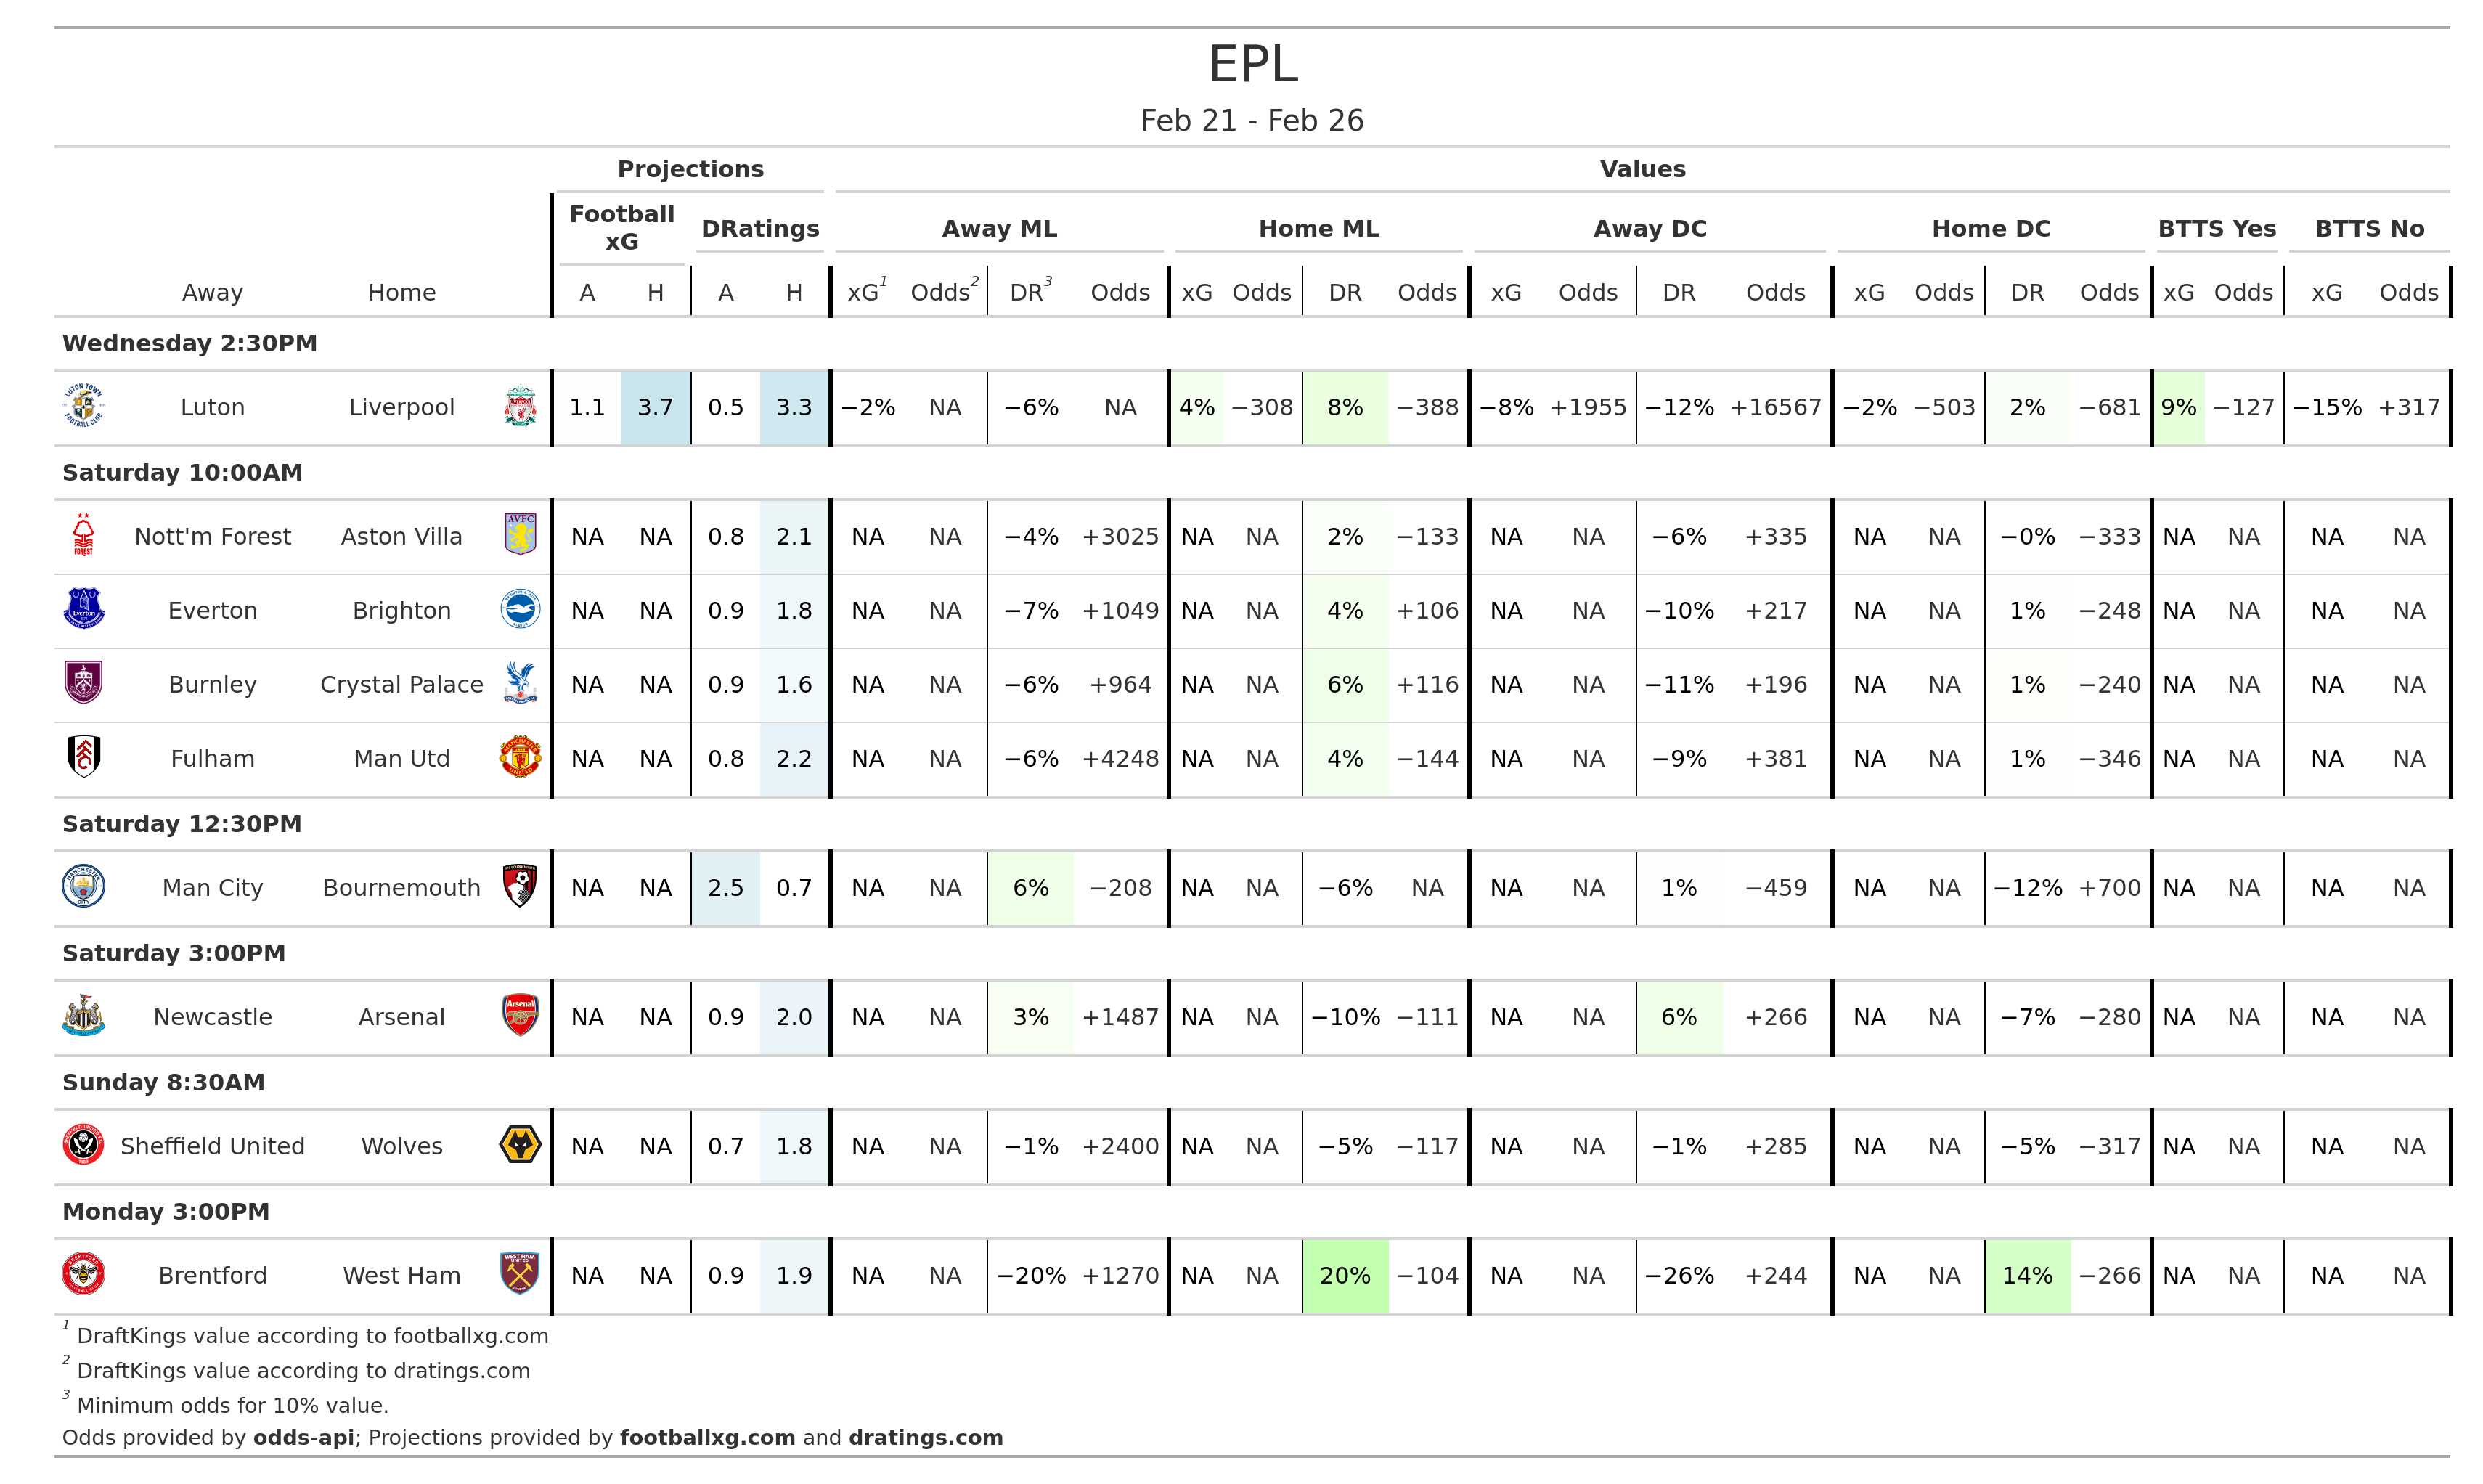 EPL
Feb 21 - Feb 26
Projections Values
Football xG DRatings Away ML Home ML Away DC Home DC BTTS Yes BTTS No
Away Home A H A H xG1 Odds2 DR3 Odds xG Odds DR Odds xG Odds DR Odds xG Odds DR Odds xG Odds xG Odds
Wednesday 2:30PM
Luton Liverpool 1.1 3.7 0.5 3.3 −2% NA −6% NA 4% −308 8% −388 −8% +1955 −12% +16567 −2% −503 2% −681 9% −127 −15% +317
Saturday 10:00AM
Nott'm Forest Aston Villa NA NA 0.8 2.1 NA NA −4% +3025 NA NA 2% −133 NA NA −6% +335 NA NA −0% −333 NA NA NA NA
Everton Brighton NA NA 0.9 1.8 NA NA −7% +1049 NA NA 4% +106 NA NA −10% +217 NA NA 1% −248 NA NA NA NA
Burnley Crystal Palace NA NA 0.9 1.6 NA NA −6% +964 NA NA 6% +116 NA NA −11% +196 NA NA 1% −240 NA NA NA NA
Fulham Man Utd NA NA 0.8 2.2 NA NA −6% +4248 NA NA 4% −144 NA NA −9% +381 NA NA 1% −346 NA NA NA NA
Saturday 12:30PM
Man City Bournemouth NA NA 2.5 0.7 NA NA 6% −208 NA NA −6% NA NA NA 1% −459 NA NA −12% +700 NA NA NA NA
Saturday 3:00PM
Newcastle Arsenal NA NA 0.9 2.0 NA NA 3% +1487 NA NA −10% −111 NA NA 6% +266 NA NA −7% −280 NA NA NA NA
Sunday 8:30AM
Sheffield United Wolves NA NA 0.7 1.8 NA NA −1% +2400 NA NA −5% −117 NA NA −1% +285 NA NA −5% −317 NA NA NA NA
Monday 3:00PM
Brentford West Ham NA NA 0.9 1.9 NA NA −20% +1270 NA NA 20% −104 NA NA −26% +244 NA NA 14% −266 NA NA NA NA
1 DraftKings value according to footballxg.com
2 DraftKings value according to dratings.com
3 Minimum odds for 10% value.
Odds provided by odds-api; Projections provided by footballxg.com and dratings.com